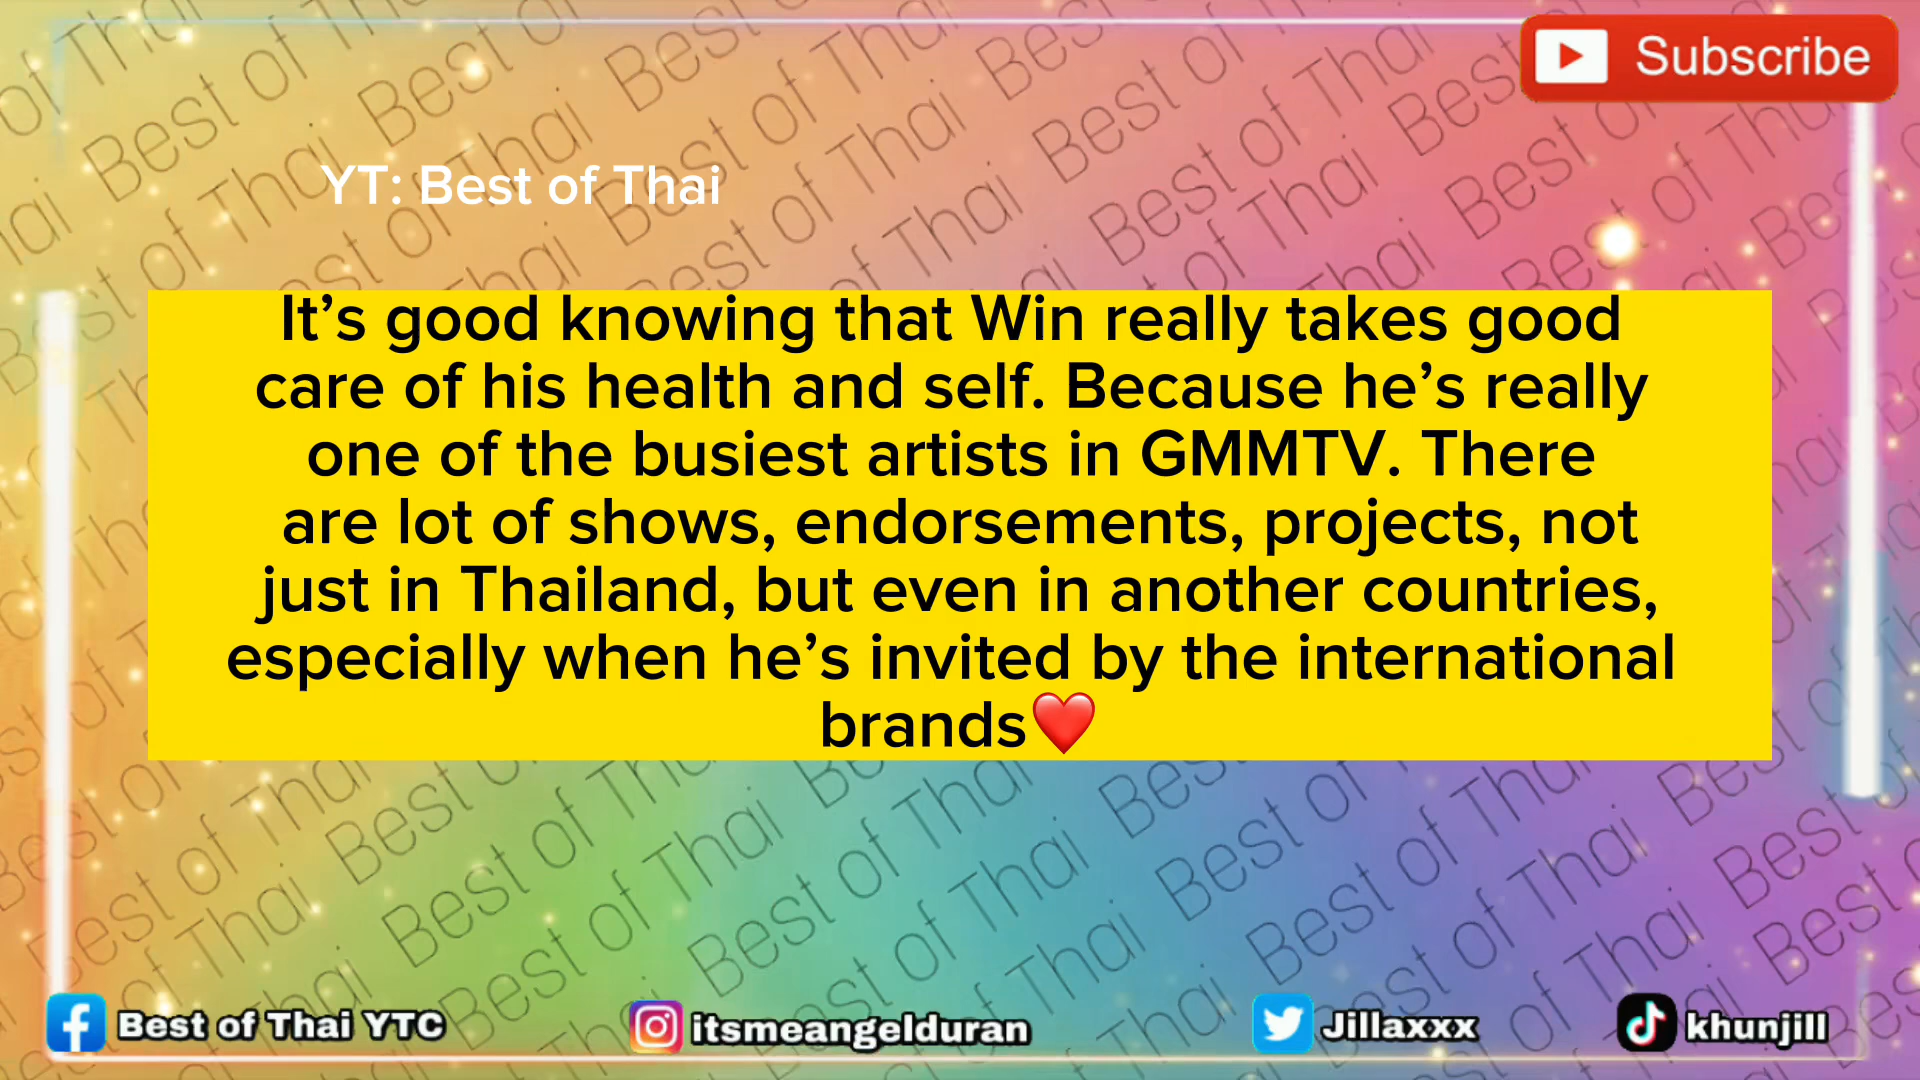 Subscribe
YT: Best of Thai
It’s good knowing that Win really takes good
care of his health and self. Because he’s really
one of the busiest artists in GMMTV. There
are lot of shows, endorsements, projects, not
just in Thailand, but even in another countries,
especially when he’s invited by the international
brands❤️
Best of Thai YTC
itsmeangelduran
Jillaxxx
khunjill